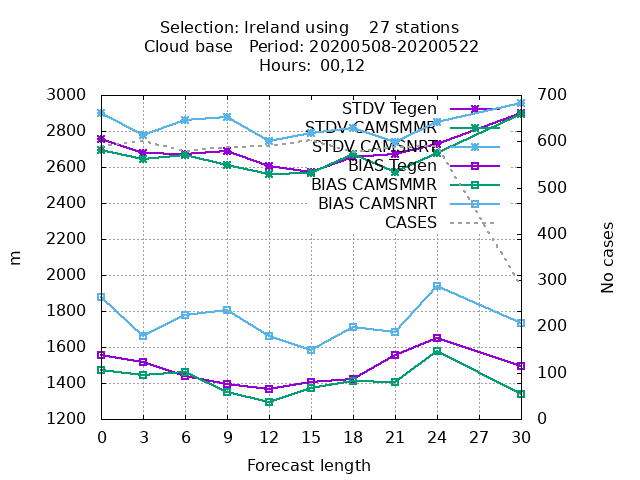 Selection: Ireland using 27 stations
Cloud base Period: 20200508-20200522
Hours: 00,12
3000
2800
2600
2400
2200
2000
1800
1600
1400
1200
m
700
600
500
400
300
200
100
0
No cases
STDV Tegen
STDV CAMSMMR
STDV CAMSNRT
BIAS Tegen
BIAS CAMSMMR
BIAS CAMSNRT
CASES
0 3 6 9 12 15 18 21 24 27 30
Forecast length